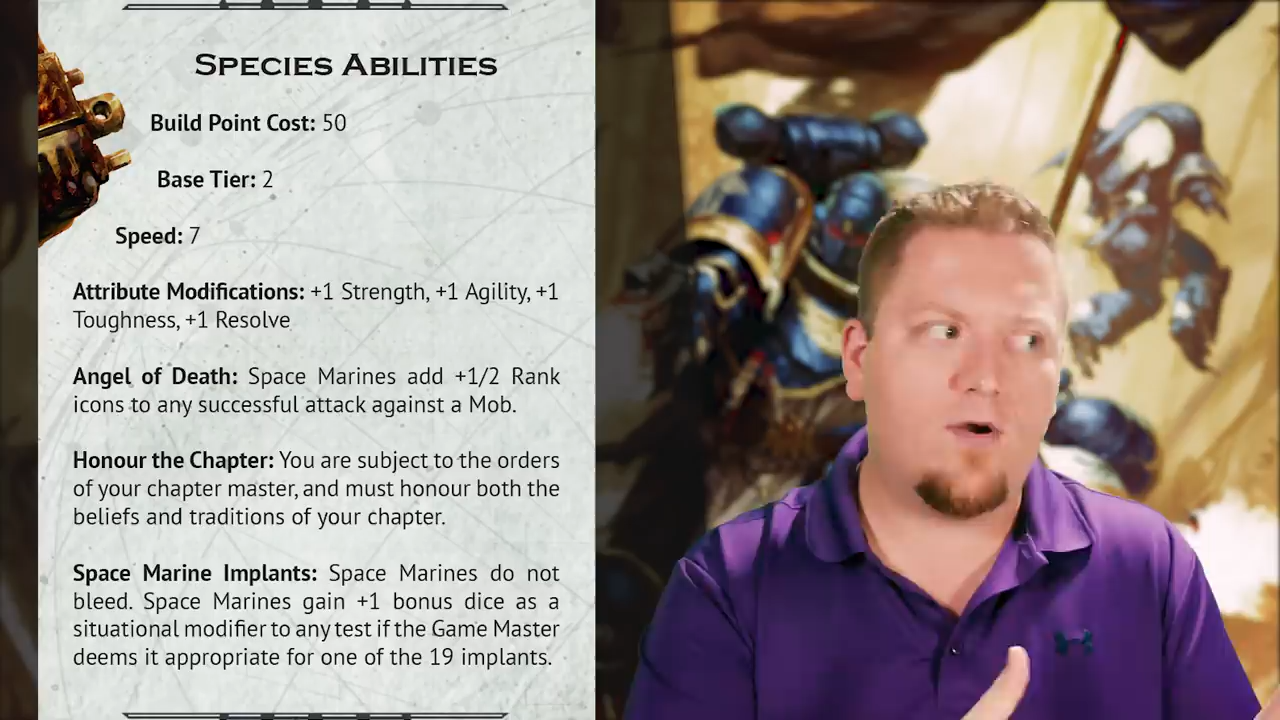 Species Abilities
Build Point Cost: 50
Base Tier: 2
Speed: 7
Attribute Modifications: +1 Strength, +1 Agility, +1
Toughness, +1 Resolve
Angel of Death: Space Marines add +1/2 Rank
icons to any successful attack against a Mob.
Honour the Chapter: You are subject to the orders
of your chapter master, and must honour both the
beliefs and traditions of your chapter.
Space Marine Implants: Space Marines do not
bleed. Space Marines gain +1 bonus dice as a
situational modifier to any test if the Game Master
deems it appropriate for one of the 19 implants.